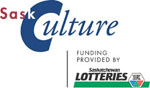 Sask
Culture
FUNDING
PROVIDED BY
Saskatchewan
LOTTERIES